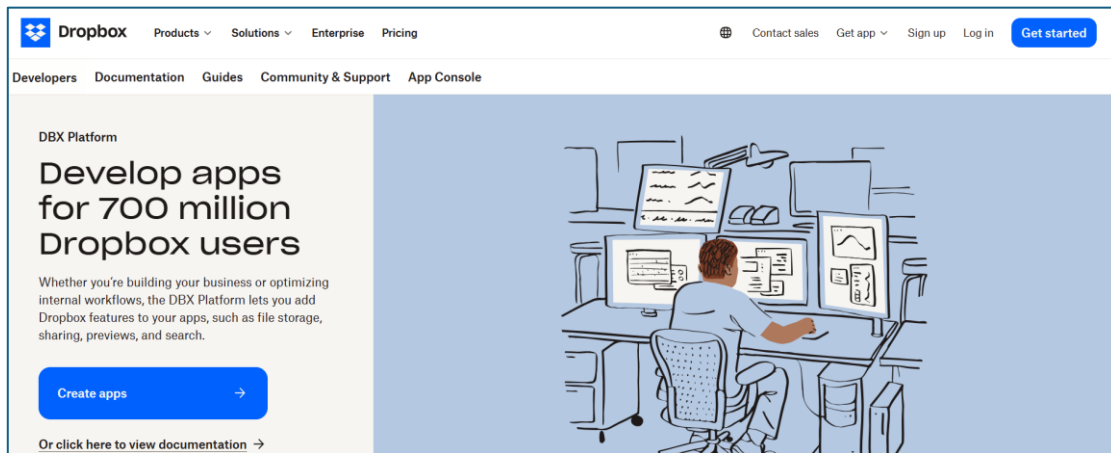 Dropbox Products Solutions Enterprise Pricing Contact sales Get app Sign up Log in Get started
Developers Documentation Guides Community & Support App Console
DBX Platform
Develop apps
for 700 million
Dropbox users
Whether you're building your business or optimizing
internal workflows, the DBX Platform lets you add
Dropbox features to your apps, such as file storage,
sharing, previews, and search.
Create apps →
Or click here to view documentation →